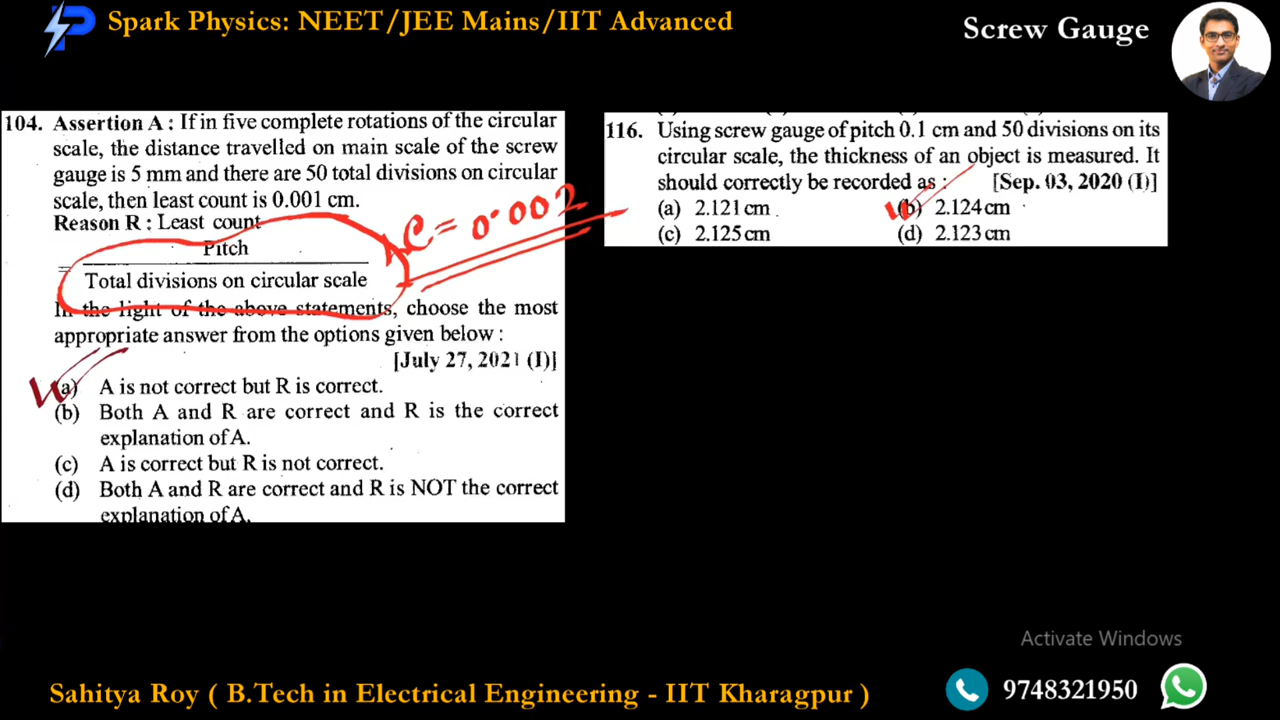 Spark Physics: NEET/JEE Mains/IIT Advanced
Screw Gauge
104. Assertion A : If in five complete rotations of the circular
scale, the distance travelled on main scale of the screw
gauge is 5 mm and there are 50 total divisions on circular
scale, then least count is 0.001 cm.
Reason R : Least count
Pitch
=
Total divisions on circular scale
LC = 0.002
In the light of the above statements, choose the most
appropriate answer from the options given below :
[July 27, 2021 (I)]
(a) A is not correct but R is correct.
(b) Both A and R are correct and R is the correct
explanation of A.
(c) A is correct but R is not correct.
(d) Both A and R are correct and R is NOT the correct
explanation of A.
116. Using screw gauge of pitch 0.1 cm and 50 divisions on its
circular scale, the thickness of an object is measured. It
should correctly be recorded as : [Sep. 03, 2020 (I)]
(a) 2.121 cm (b) 2.124 cm
(c) 2.125 cm (d) 2.123 cm
Activate Windows
Sahitya Roy ( B.Tech in Electrical Engineering - IIT Kharagpur )
9748321950